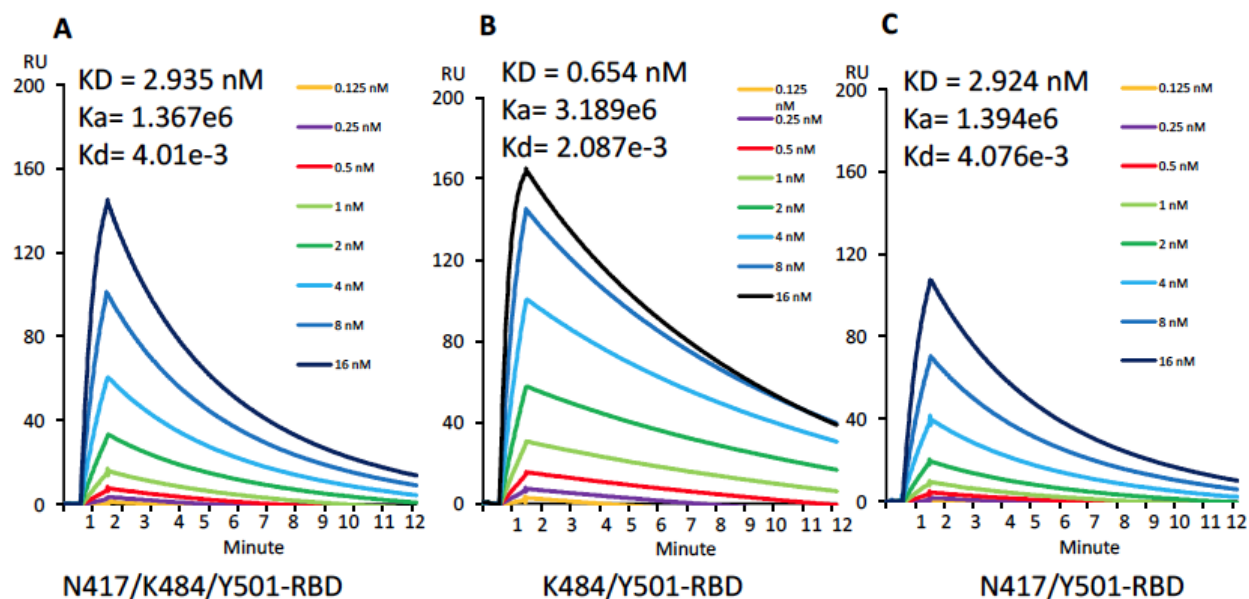 A
RU
200
160
120
80
40
0
KD = 2.935 nM
Ka= 1.367e6
Kd= 4.01e-3
0.125 nM
0.25 nM
0.5 nM
1 nM
2 nM
4 nM
8 nM
16 nM
1 2 3 4 5 6 7 8 9 10 11 12
Minute
N417/K484/Y501-RBD
B
RU
200
160
120
80
40
0
KD = 0.654 nM
Ka= 3.189e6
Kd= 2.087e-3
0.125
nM
0.25 nM
0.5 nM
1 nM
2 nM
4 nM
8 nM
16 nM
1 2 3 4 5 6 7 8 9 10 11 12
Minute
K484/Y501-RBD
C
RU
200
160
120
80
40
0
KD = 2.924 nM
Ka= 1.394e6
Kd= 4.076e-3
0.125 nM
0.25 nM
0.5 nM
1 nM
2 nM
4 nM
8 nM
16 nM
1 2 3 4 5 6 7 8 9 10 11 12
Minute
N417/Y501-RBD